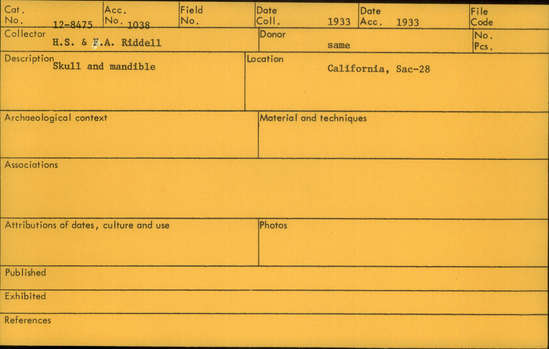 Cat. No. 12-8475 Acc. No. 1038 Field No. Date Coll. 1933 Date Acc. 1933 File Code
Collector H.S. & F.A. Riddell Donor same No. Pcs.
Description Skull and mandible Location California, Sac-28
Archaeological context Material and techniques
Associations
Attributions of dates, culture and use Photos
Published
Exhibited
References